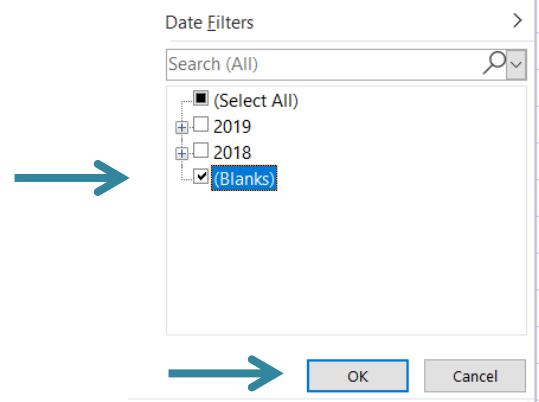 Date Filters
Search (All)
(Select All)
2019
2018
(Blanks)
OK Cancel